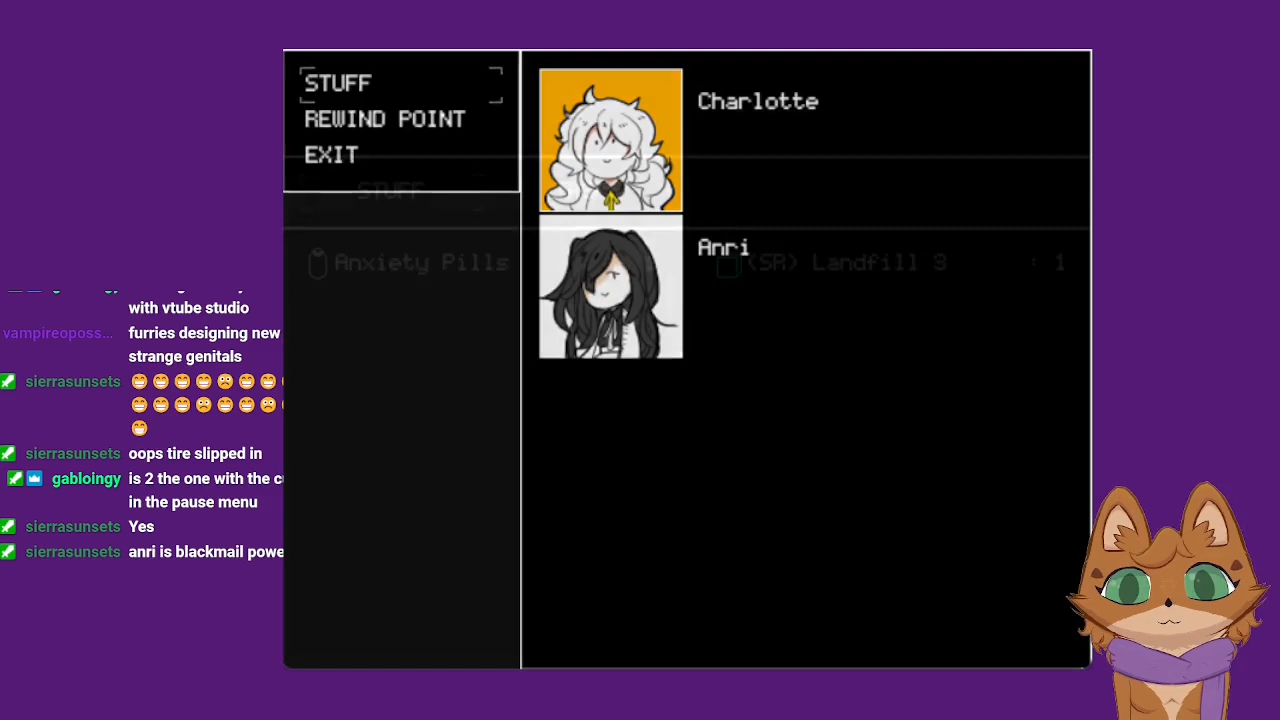 with vtube studio
vampireoposs... furries designing new
strange genitals
sierrasunsets 😁😁😁😁🙁😁😁
😁😁😁🙁😁😁🙁
😁
sierrasunsets oops tire slipped in
gabloingy is 2 the one with the
in the pause menu
sierrasunsets Yes
sierrasunsets anri is blackmail
STUFF
REWIND POINT
EXIT
STUFF
Anxiety Pills
(SR) Landfill 3 : 1
Charlotte
Anri